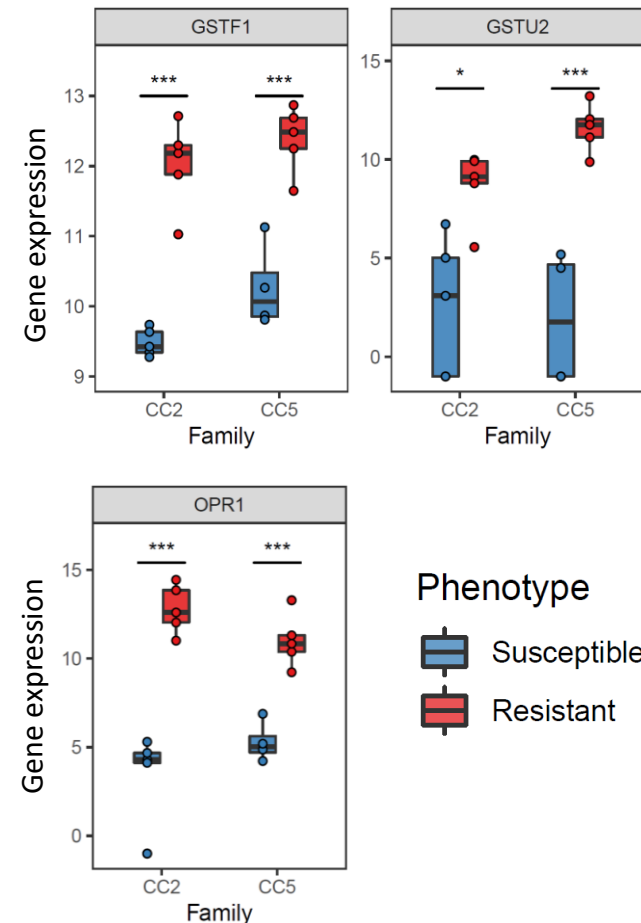 GSTF1
GSTU2
Gene expression
13
12
11
10
9
*** ***
CC2 CC5
Family
15
10
5
0
* ***
CC2 CC5
Family
OPR1
Gene expression
15
10
5
0
*** ***
CC2 CC5
Family
Phenotype
Susceptible
Resistant